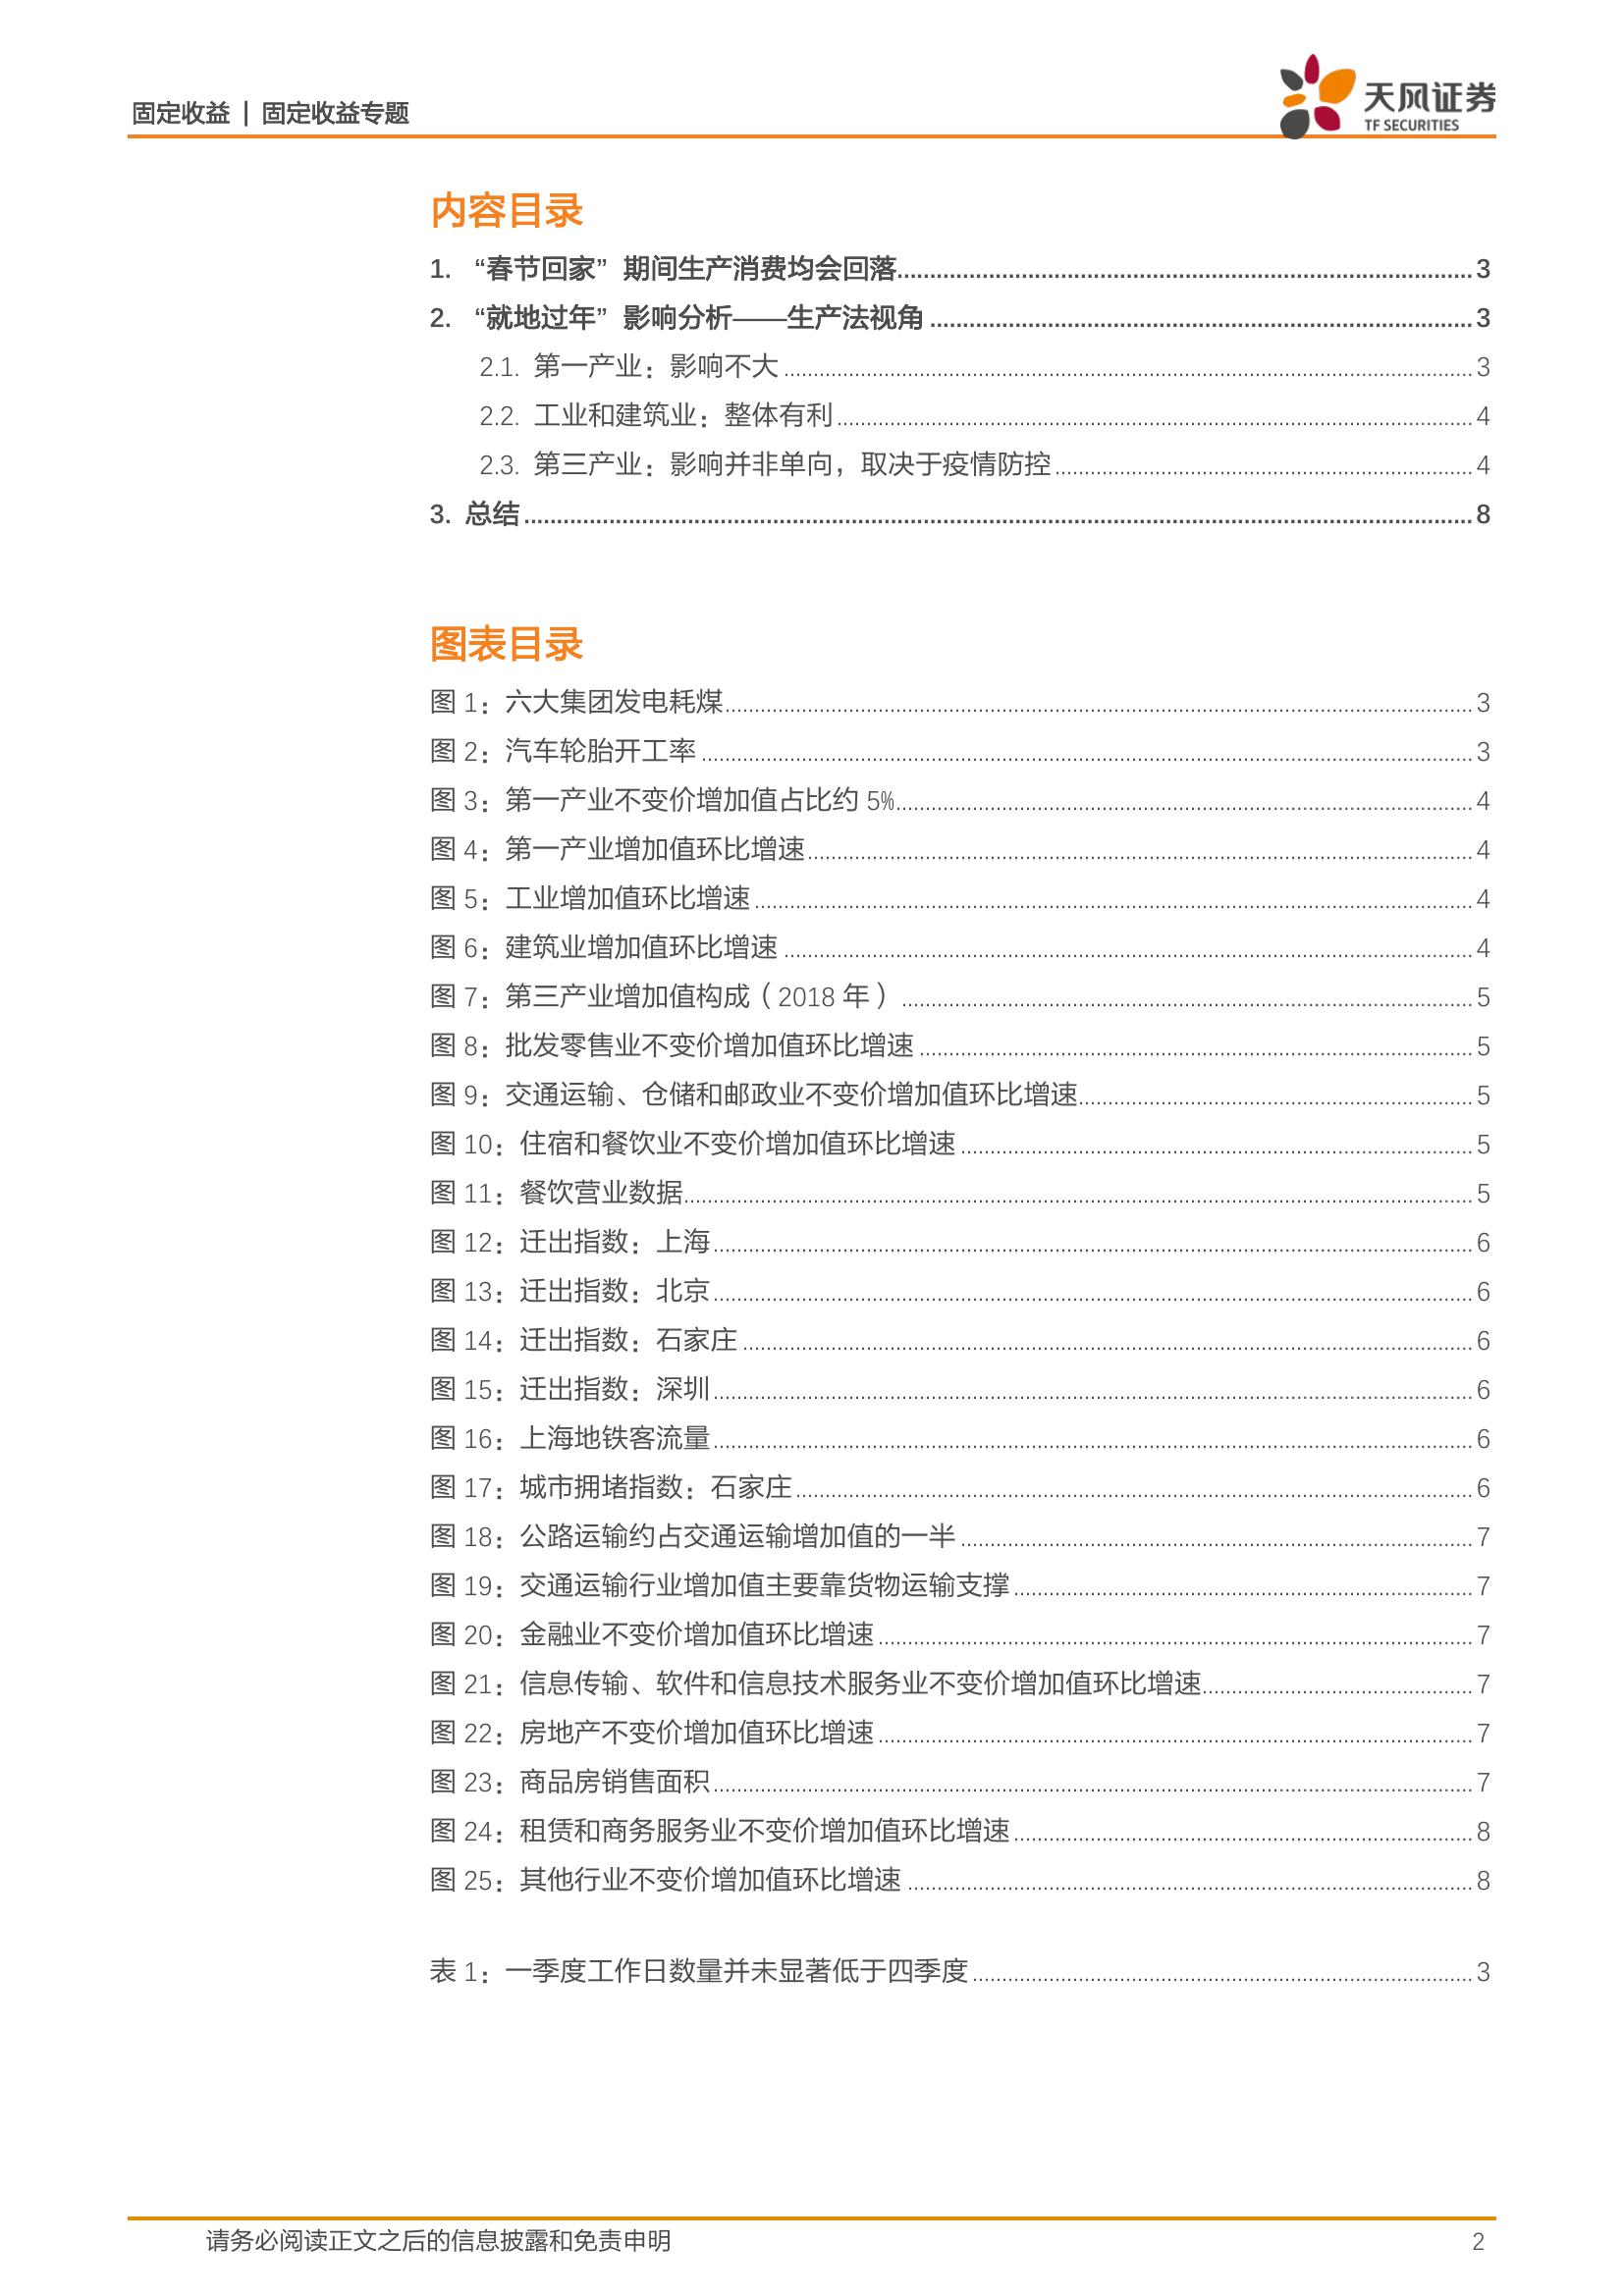 固定收益 | 固定收益专题
天风证券
TF SECURITIES
内容目录
1. “春节回家”期间生产消费均会回落 3
2. “就地过年”影响分析——生产法视角 3
2.1. 第一产业：影响不大 3
2.2. 工业和建筑业：整体有利 4
2.3. 第三产业：影响并非单向，取决于疫情防控 4
3. 总结 8
图表目录
图 1：六大集团发电耗煤 3
图 2：汽车轮胎开工率 3
图 3：第一产业不变价增加值占比约 5% 4
图 4：第一产业增加值环比增速 4
图 5：工业增加值环比增速 4
图 6：建筑业增加值环比增速 4
图 7：第三产业增加值构成（2018 年） 5
图 8：批发零售业不变价增加值环比增速 5
图 9：交通运输、仓储和邮政业不变价增加值环比增速 5
图 10：住宿和餐饮业不变价增加值环比增速 5
图 11：餐饮营业数据 5
图 12：迁出指数：上海 6
图 13：迁出指数：北京 6
图 14：迁出指数：石家庄 6
图 15：迁出指数：深圳 6
图 16：上海地铁客流量 6
图 17：城市拥堵指数：石家庄 6
图 18：公路运输约占交通运输增加值的一半 7
图 19：交通运输行业增加值主要靠货物运输支撑 7
图 20：金融业不变价增加值环比增速 7
图 21：信息传输、软件和信息技术服务业不变价增加值环比增速 7
图 22：房地产不变价增加值环比增速 7
图 23：商品房销售面积 7
图 24：租赁和商务服务业不变价增加值环比增速 8
图 25：其他行业不变价增加值环比增速 8
表 1：一季度工作日数量并未显著低于四季度 3
请务必阅读正文之后的信息披露和免责申明 2